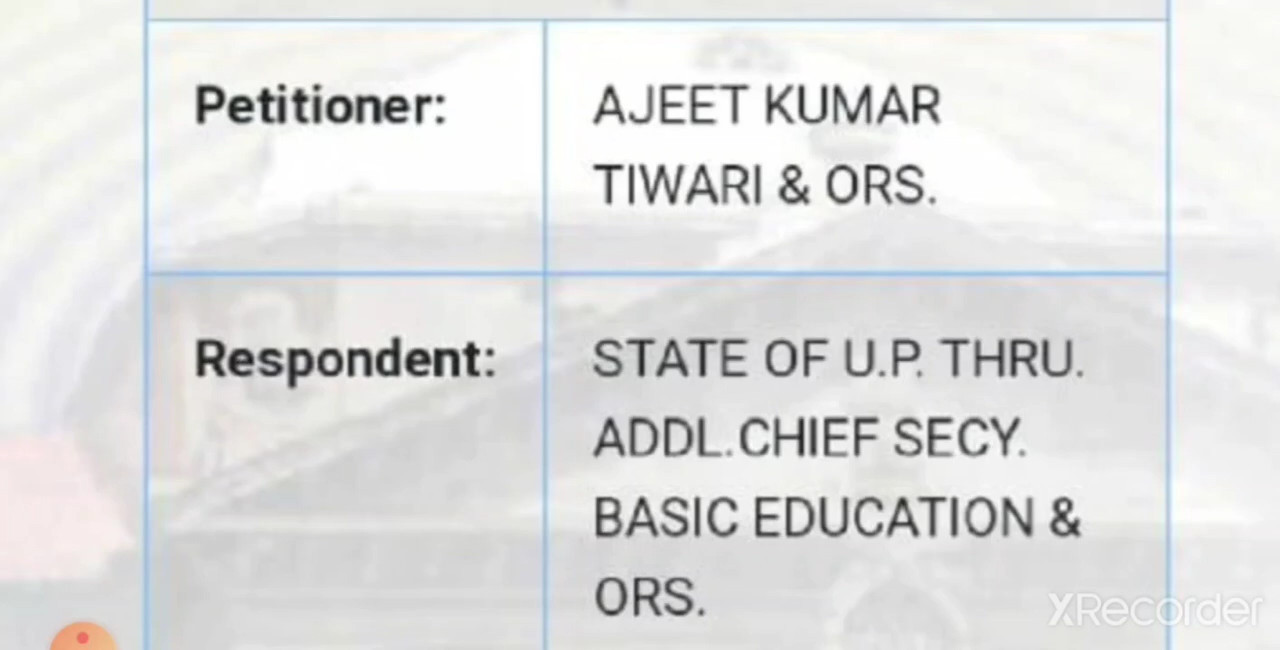 Petitioner:
AJEET KUMAR
TIWARI & ORS.
Respondent:
STATE OF U.P. THRU.
ADDL.CHIEF SECY.
BASIC EDUCATION &
ORS.
XRecorder